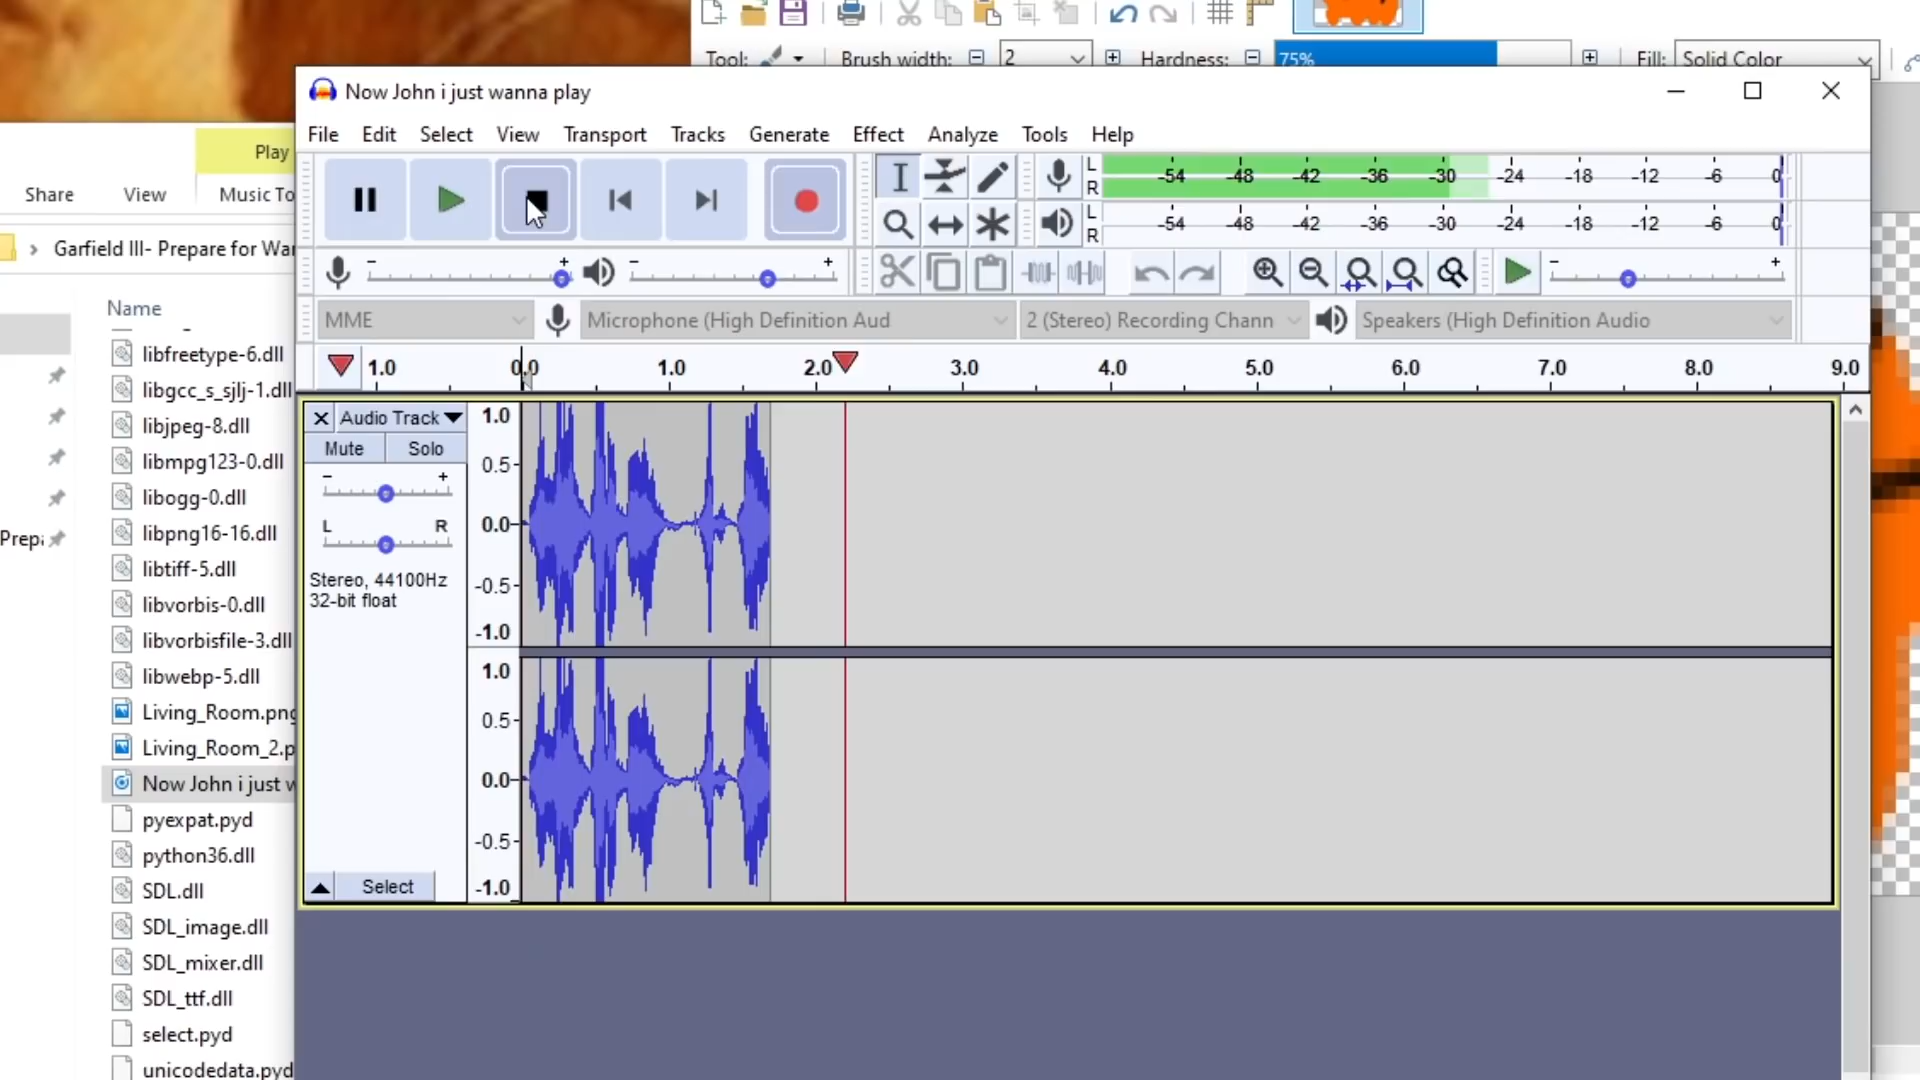 Tool:
Brush width:
2
Hardness:
75%
Fill:
Solid Color
Now John i just wanna play
File Edit Select View Transport Tracks Generate Effect Analyze Tools Help
Play
Share View Music To
L
R
-54 -48 -42 -36 -30 -24 -18 -12 -6 0
L
R
-54 -48 -42 -36 -30 -24 -18 -12 -6 0
Garfield III- Prepare for War
- + - + - +
MME
Microphone (High Definition Aud
2 (Stereo) Recording Chann
Speakers (High Definition Audio
1.0 0.0 1.0 2.0 3.0 4.0 5.0 6.0 7.0 8.0 9.0
Audio Track
Mute Solo
- +
L R
Stereo, 44100Hz
32-bit float
Select
1.0
0.5
0.0
-0.5
-1.0
1.0
0.5
0.0
-0.5
-1.0
Name
libfreetype-6.dll
libgcc_s_sjlj-1.dll
libjpeg-8.dll
libmpg123-0.dll
libogg-0.dll
libpng16-16.dll
Prep
libtiff-5.dll
libvorbis-0.dll
libvorbisfile-3.dll
libwebp-5.dll
Living_Room.png
Living_Room_2.p
Now John i just w
pyexpat.pyd
python36.dll
SDL.dll
SDL_image.dll
SDL_mixer.dll
SDL_ttf.dll
select.pyd
unicodedata.pyd